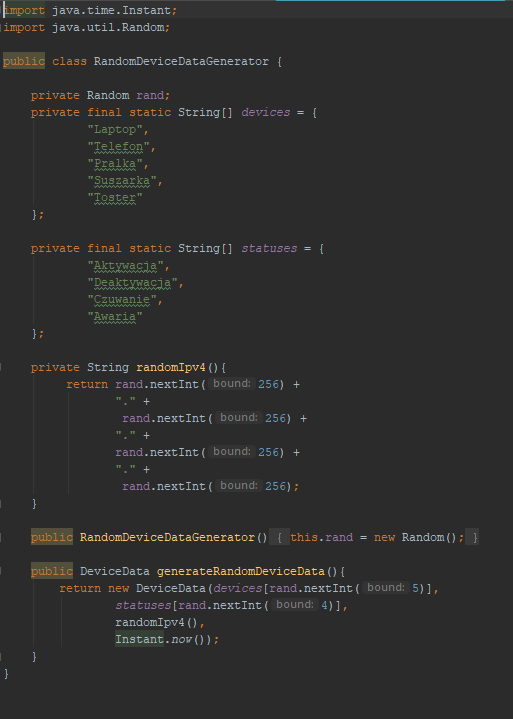 import java.time.Instant;
import java.util.Random;
public class RandomDeviceDataGenerator {
private Random rand;
private final static String[] devices = {
"Laptop",
"Telefon",
"Pralka",
"Suszarka",
"Toster"
};
private final static String[] statuses = {
"Aktywacja",
"Deaktywacja",
"Czuwanie",
"Awaria"
};
private String randomIpv4(){
return rand.nextInt( bound: 256) +
"." +
rand.nextInt( bound: 256) +
"." +
rand.nextInt( bound: 256) +
"." +
rand.nextInt( bound: 256);
}
public RandomDeviceDataGenerator() { this.rand = new Random(); }
public DeviceData generateRandomDeviceData(){
return new DeviceData(devices[rand.nextInt( bound: 5)],
statuses[rand.nextInt( bound: 4)],
randomIpv4(),
Instant.now());
}
}